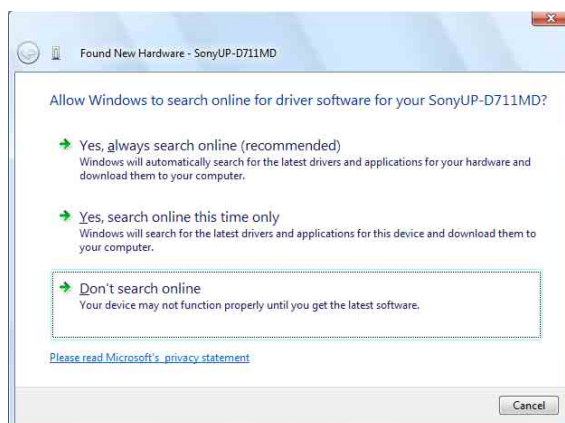 Found New Hardware - SonyUP-D711MD
Allow Windows to search online for driver software for your SonyUP-D711MD?
Yes, always search online (recommended)
Windows will automatically search for the latest drivers and applications for your hardware and
download them to your computer.
Yes, search online this time only
Windows will search for the latest drivers and applications for this device and download them to
your computer.
Don't search online
Your device may not function properly until you get the latest software.
Please read Microsoft's privacy statement
Cancel